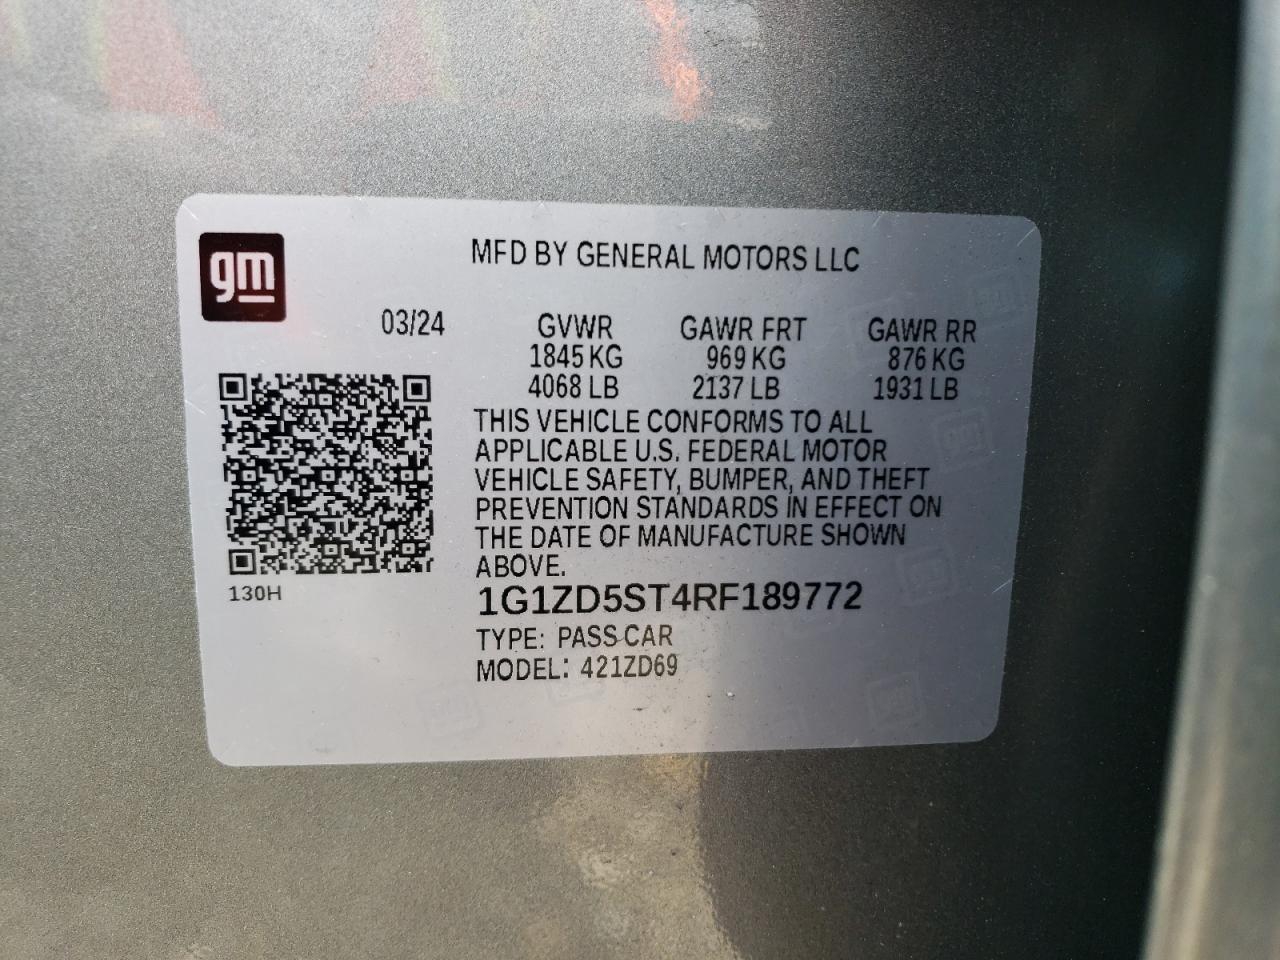 gm
MFD BY GENERAL MOTORS LLC
03/24 GVWR GAWR FRT GAWR RR
1845 KG 969 KG 876 KG
4068 LB 2137 LB 1931 LB
THIS VEHICLE CONFORMS TO ALL
APPLICABLE U.S. FEDERAL MOTOR
VEHICLE SAFETY, BUMPER, AND THEFT
PREVENTION STANDARDS IN EFFECT ON
THE DATE OF MANUFACTURE SHOWN
ABOVE.
130H
1G1ZD5ST4RF189772
TYPE: PASS CAR
MODEL: 421ZD69